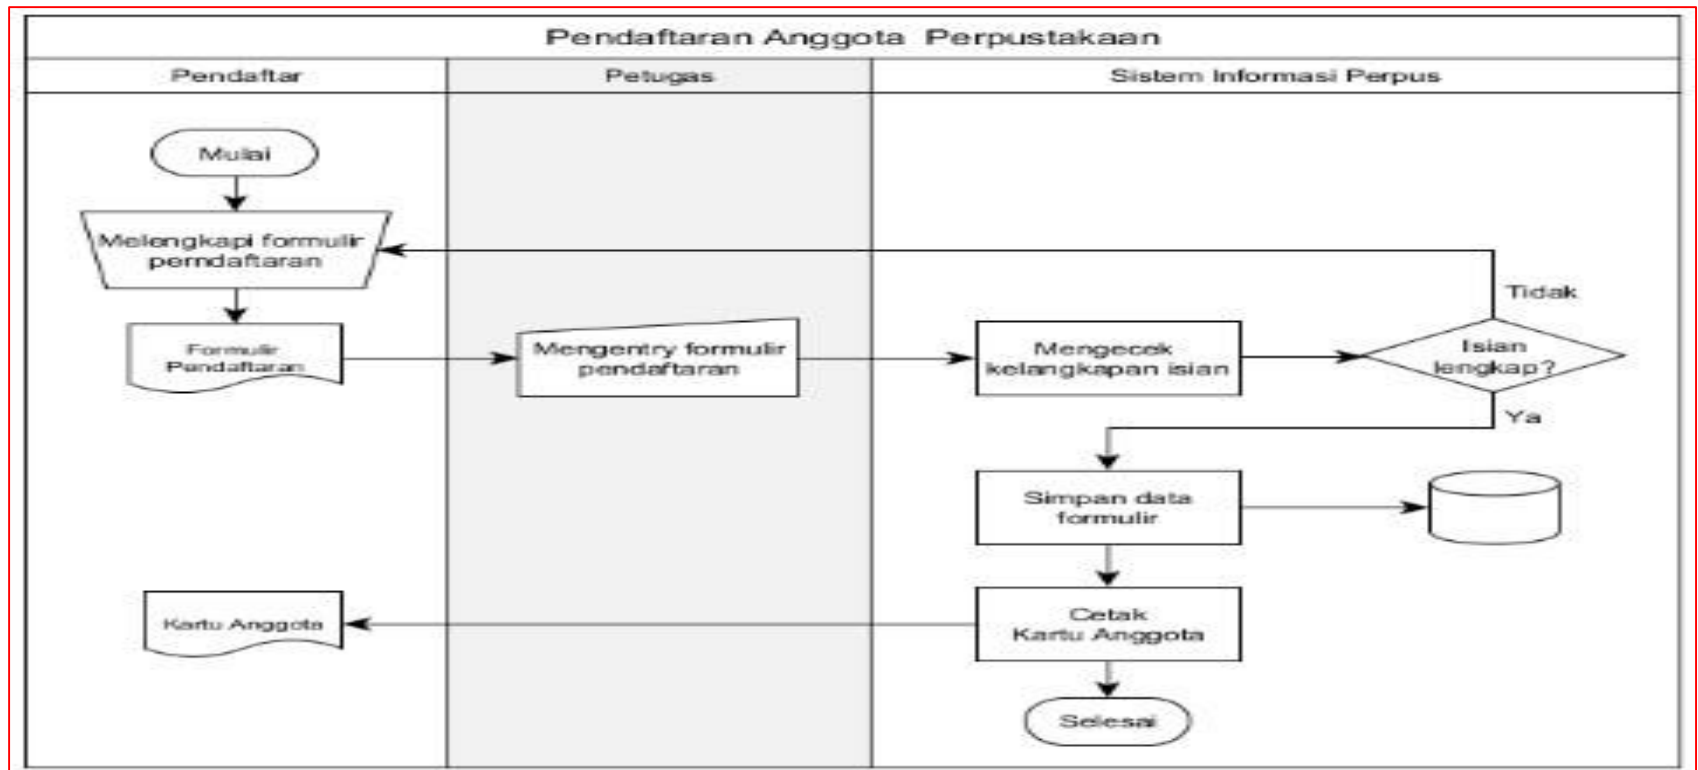 Pendaftaran Anggota Perpustakaan
Pendaftar
Petugas
Sistem Informasi Perpus
Mulai
Melengkapi formulir
perndaftaran
Tidak
Formulir
Pendaftaran
Mengentry formulir
pendaftaran
Mengecek
kelangkapan isian
Isian
lengkap?
Ya
Simpan data
formulir
Kartu Anggota
Cetak
Kartu Anggota
Selesai